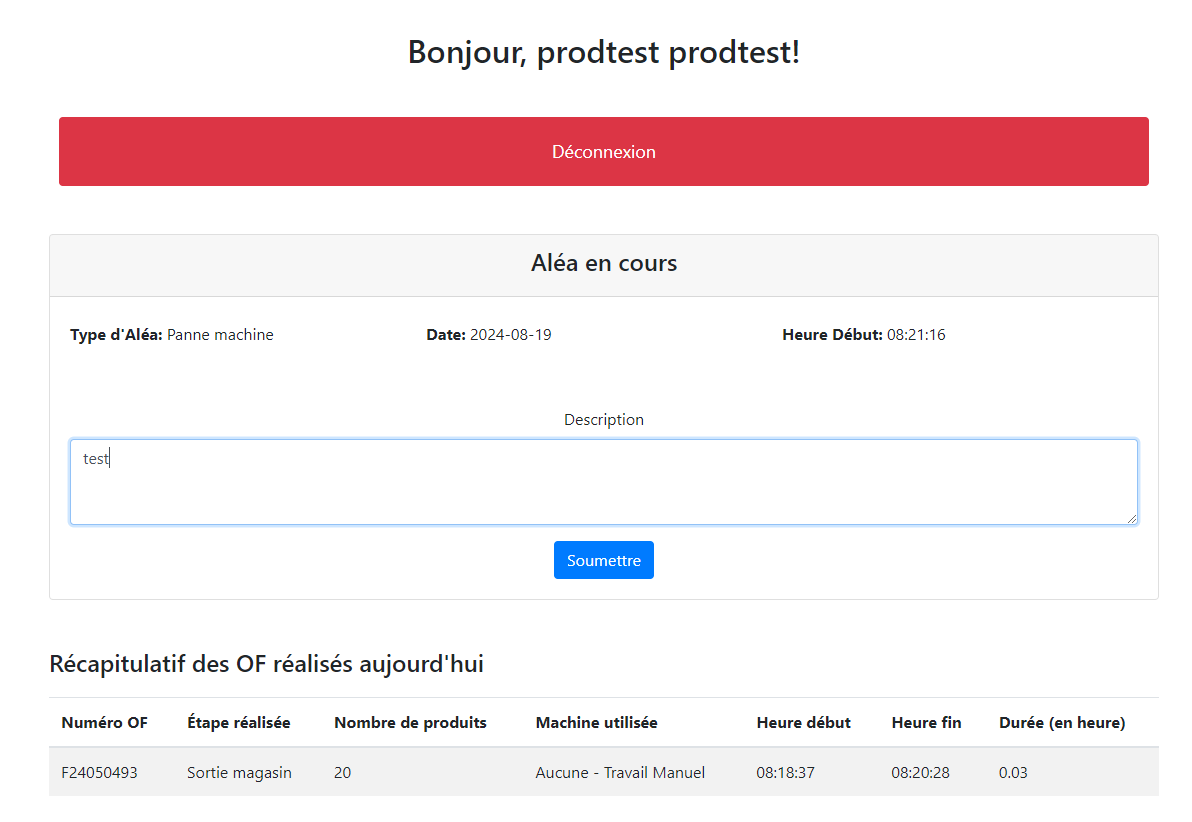 Bonjour, prodtest prodtest!
Déconnexion
Aléa en cours
Type d'Aléa: Panne machine Date: 2024-08-19 Heure Début: 08:21:16
Description
test
Soumettre
Récapitulatif des OF réalisés aujourd'hui
Numéro OF Étape réalisée Nombre de produits Machine utilisée Heure début Heure fin Durée (en heure)
F24050493 Sortie magasin 20 Aucune - Travail Manuel 08:18:37 08:20:28 0.03